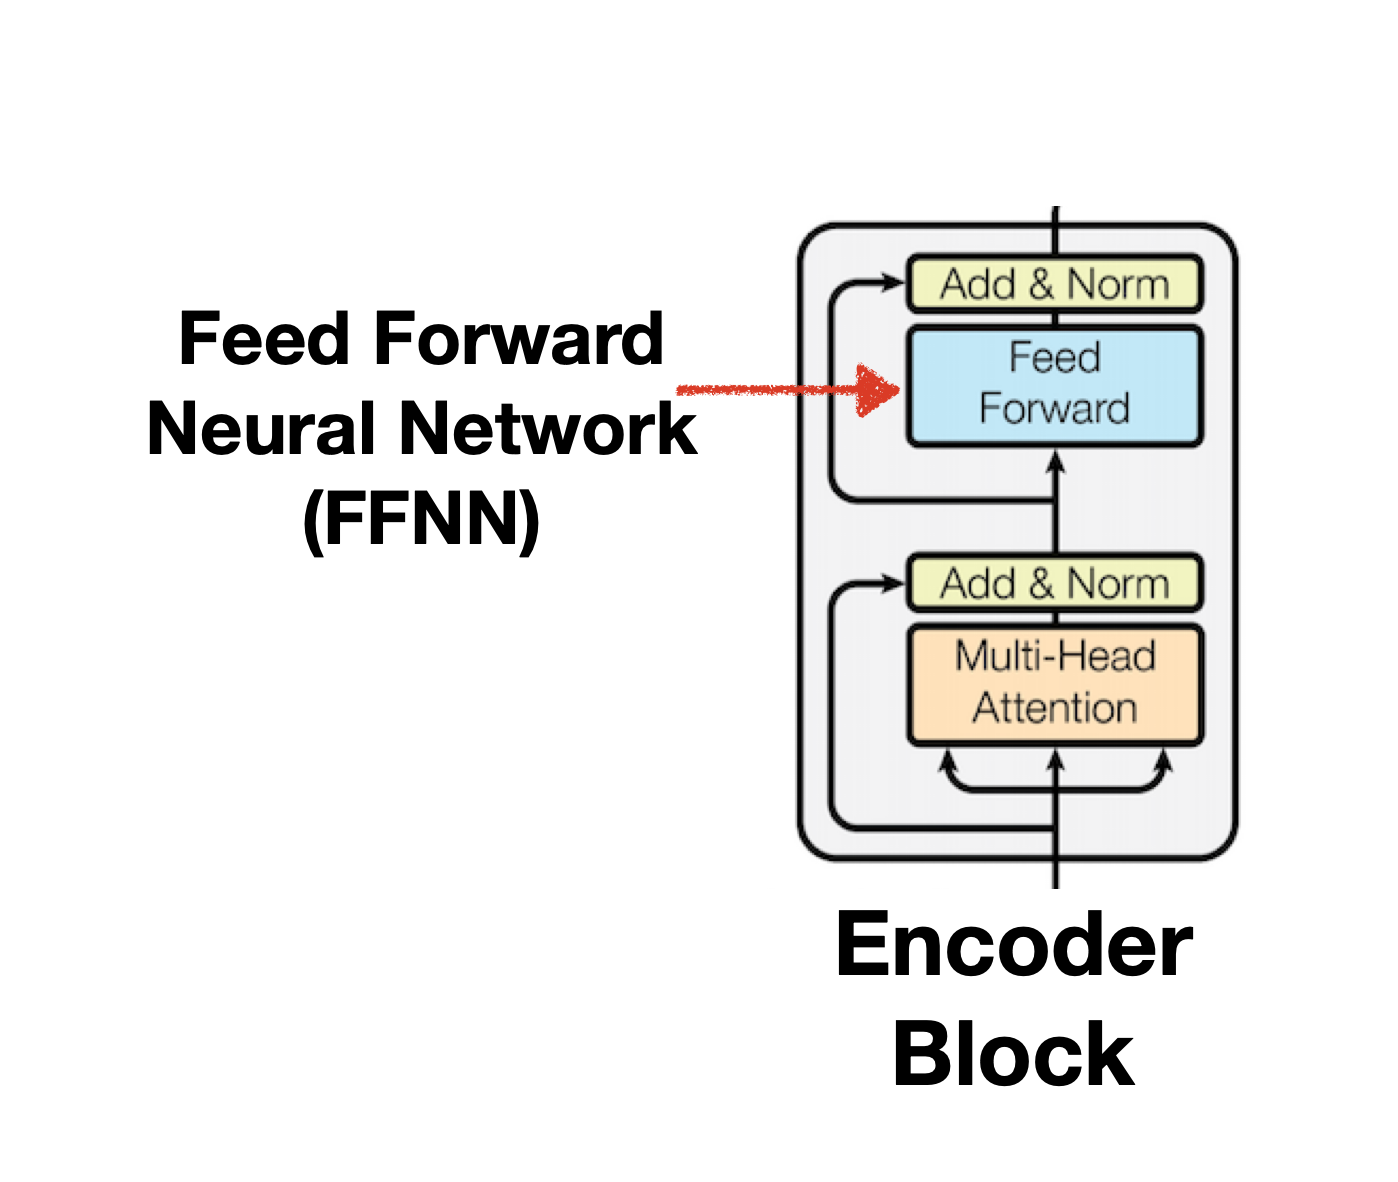 Feed Forward
Neural Network
(FFNN)
Add & Norm
Feed
Forward
Add & Norm
Multi-Head
Attention
Encoder
Block